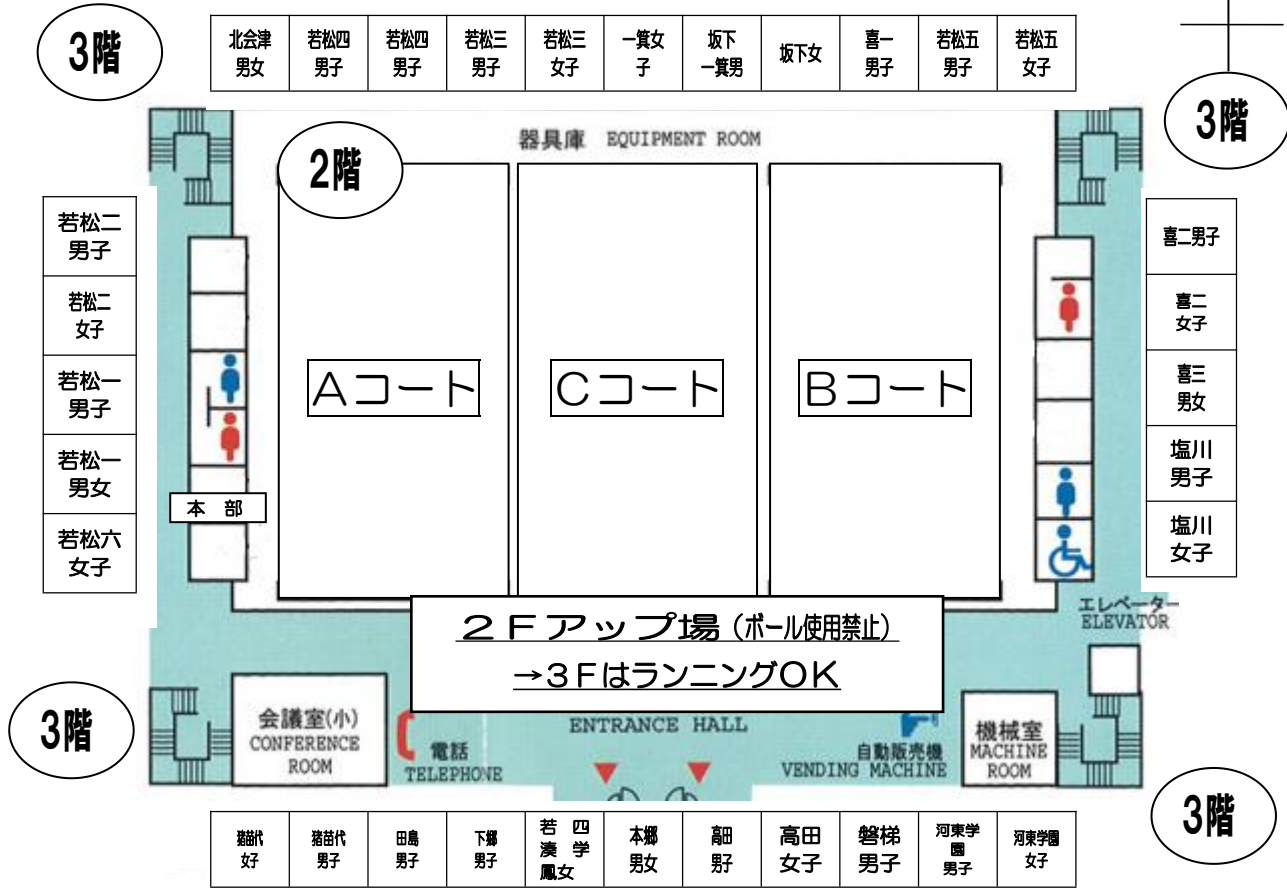 3階
北会津
男女
若松四
男子
若松四
男子
若松三
男子
若松三
女子
一箕女
子
坂下
一箕男
坂下女
喜一
男子
若松五
男子
若松五
女子
3階
2階
器具庫 EQUIPMENT ROOM
若松二
男子
若松二
女子
若松一
男子
若松一
男女
若松六
女子
本 部
Aコート
Cコート
Bコート
喜二男子
喜二
女子
喜三
男女
塩川
男子
塩川
女子
エレベーター
ELEVATOR
2Fアップ場(ボール使用禁止)
→3FはランニングOK
3階
会議室(小)
CONFERENCE
ROOM
電話
TELEPHONE
ENTRANCE HALL
自動販売機
VENDING MACHINE
機械室
MACHINE
ROOM
3階
猪苗代
女子
猪苗代
男子
田島
男子
下郷
男子
若 四
湊 学
鳳女
本郷
男女
高田
男子
高田
女子
磐梯
男子
河東学
園
男子
河東学園
女子